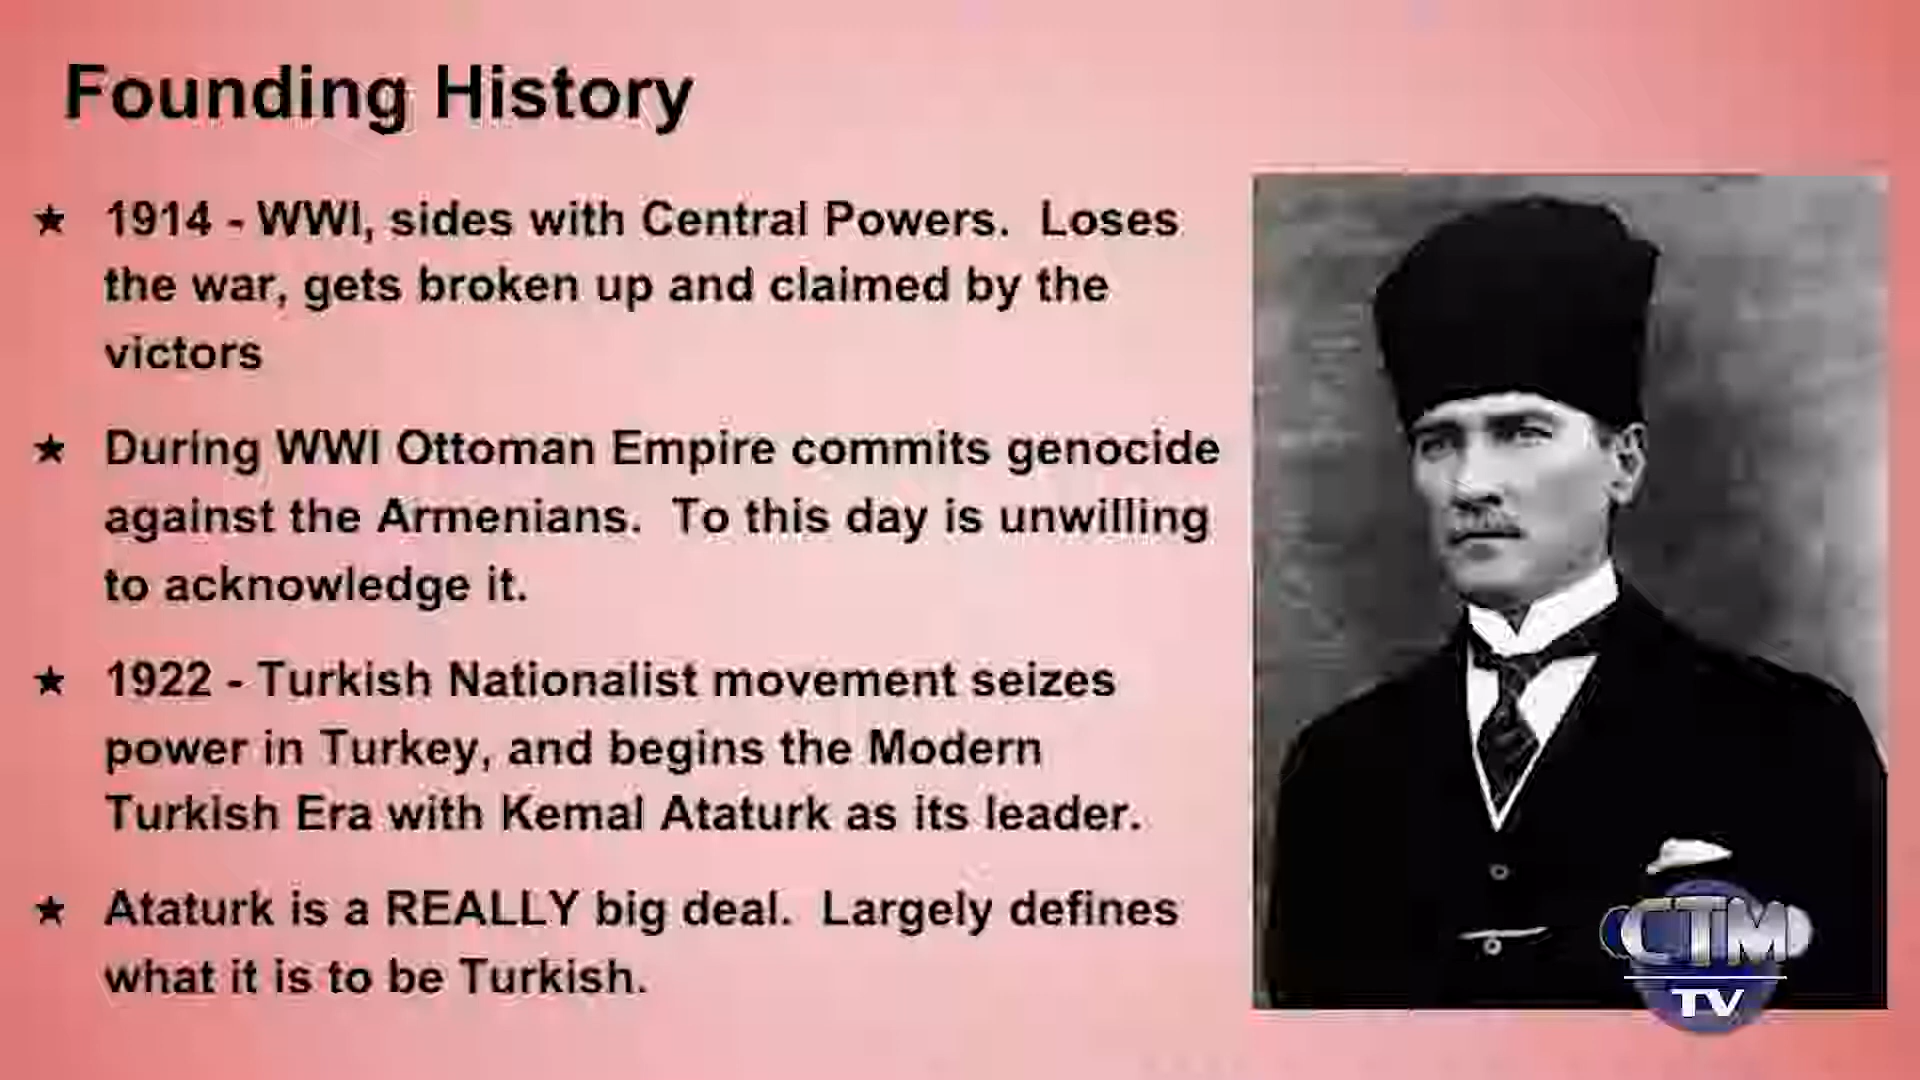 Founding History
★ 1914 - WWI, sides with Central Powers.  Loses
the war, gets broken up and claimed by the
victors
★ During WWI Ottoman Empire commits genocide
against the Armenians.  To this day is unwilling
to acknowledge it.
★ 1922 - Turkish Nationalist movement seizes
power in Turkey, and begins the Modern
Turkish Era with Kemal Ataturk as its leader.
★ Ataturk is a REALLY big deal.  Largely defines
what it is to be Turkish.
CTM
TV